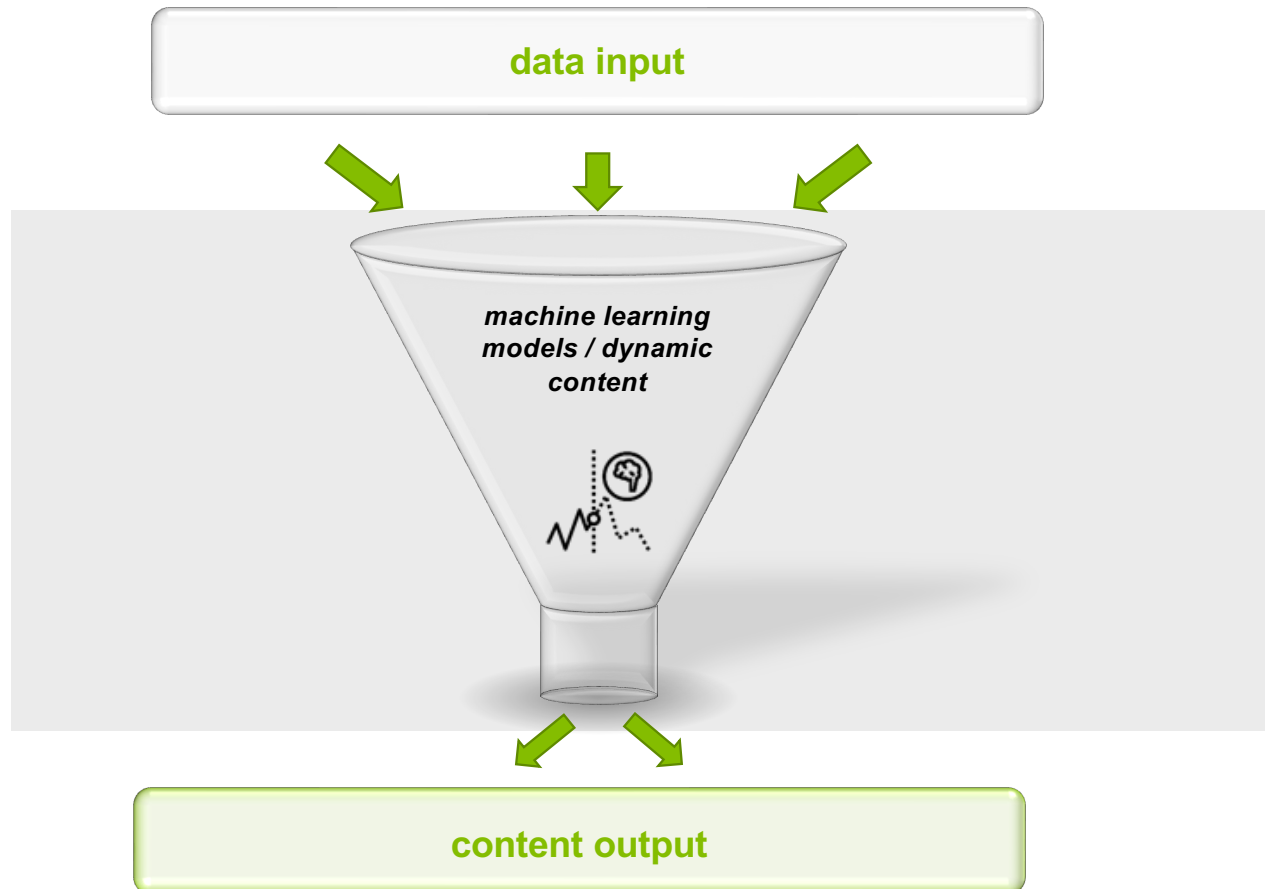 data input
machine learning
models / dynamic
content
content output